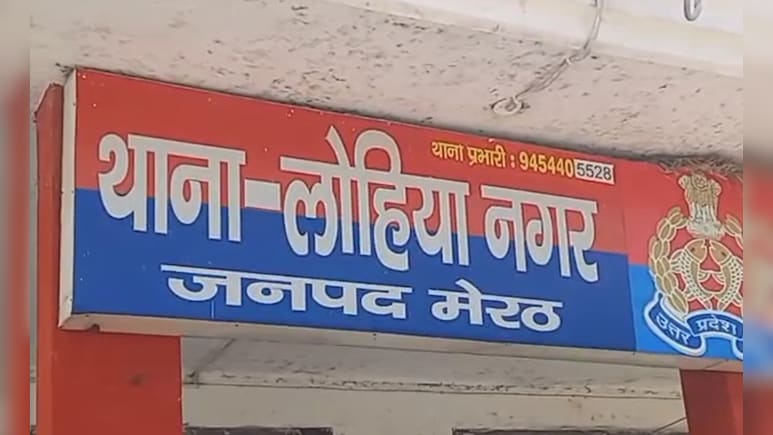 थाना प्रभारी : 9454405528
थाना-लोहिया नगर
जनपद मेरठ
उत्तर प्रदेश